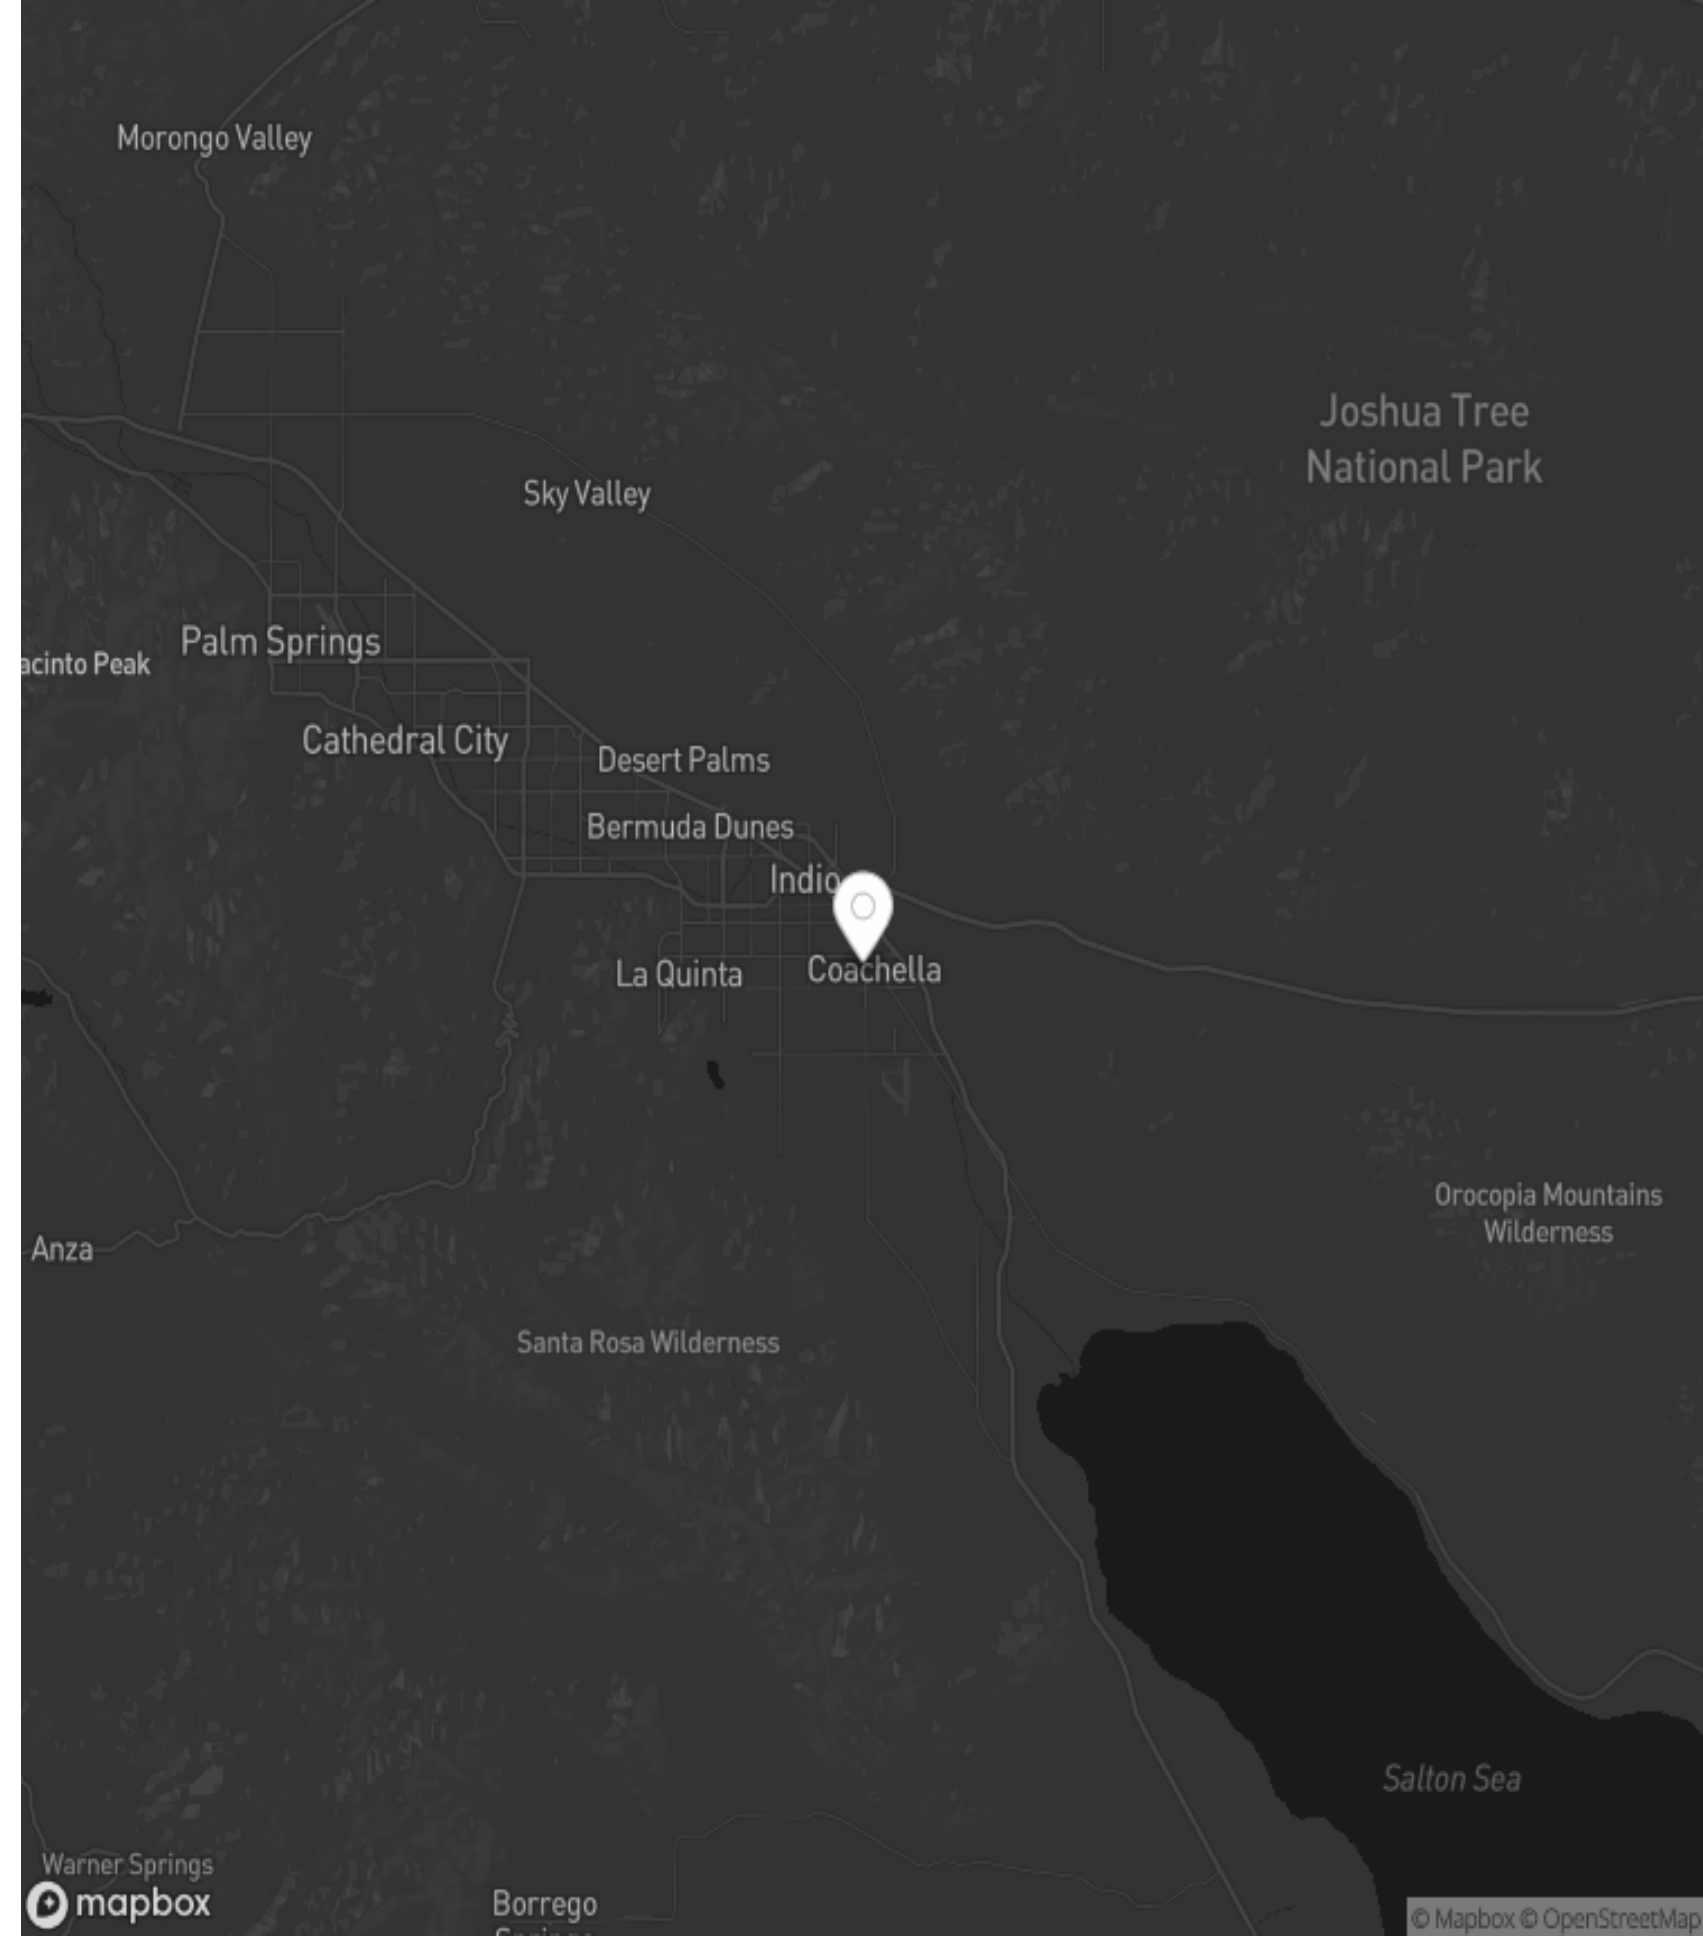 Morongo Valley
Joshua Tree
National Park
Sky Valley
Palm Springs
acinto Peak
Cathedral City
Desert Palms
Bermuda Dunes
Indio
La Quinta
Coachella
Orocopia Mountains
Wilderness
Anza
Santa Rosa Wilderness
Salton Sea
Warner Springs
mapbox
Borrego
© Mapbox © OpenStreetMap